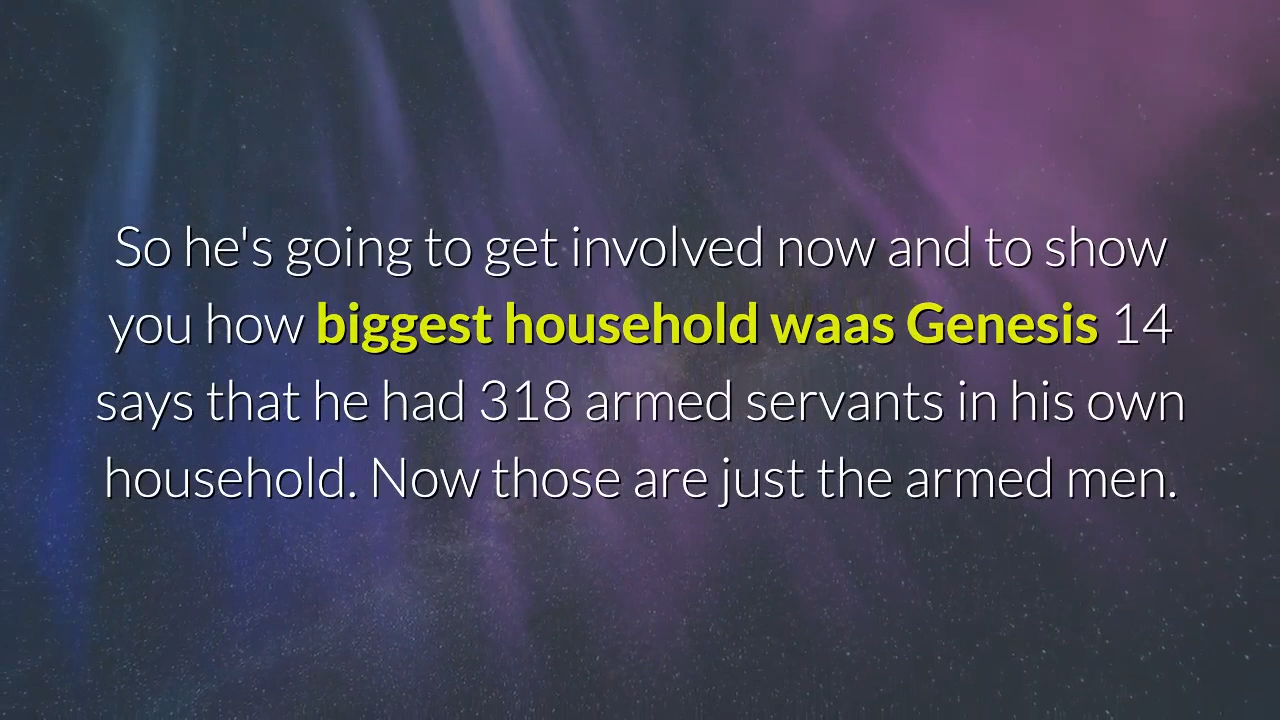 So he's going to get involved now and to show
you how biggest household waas Genesis 14
says that he had 318 armed servants in his own
household. Now those are just the armed men.